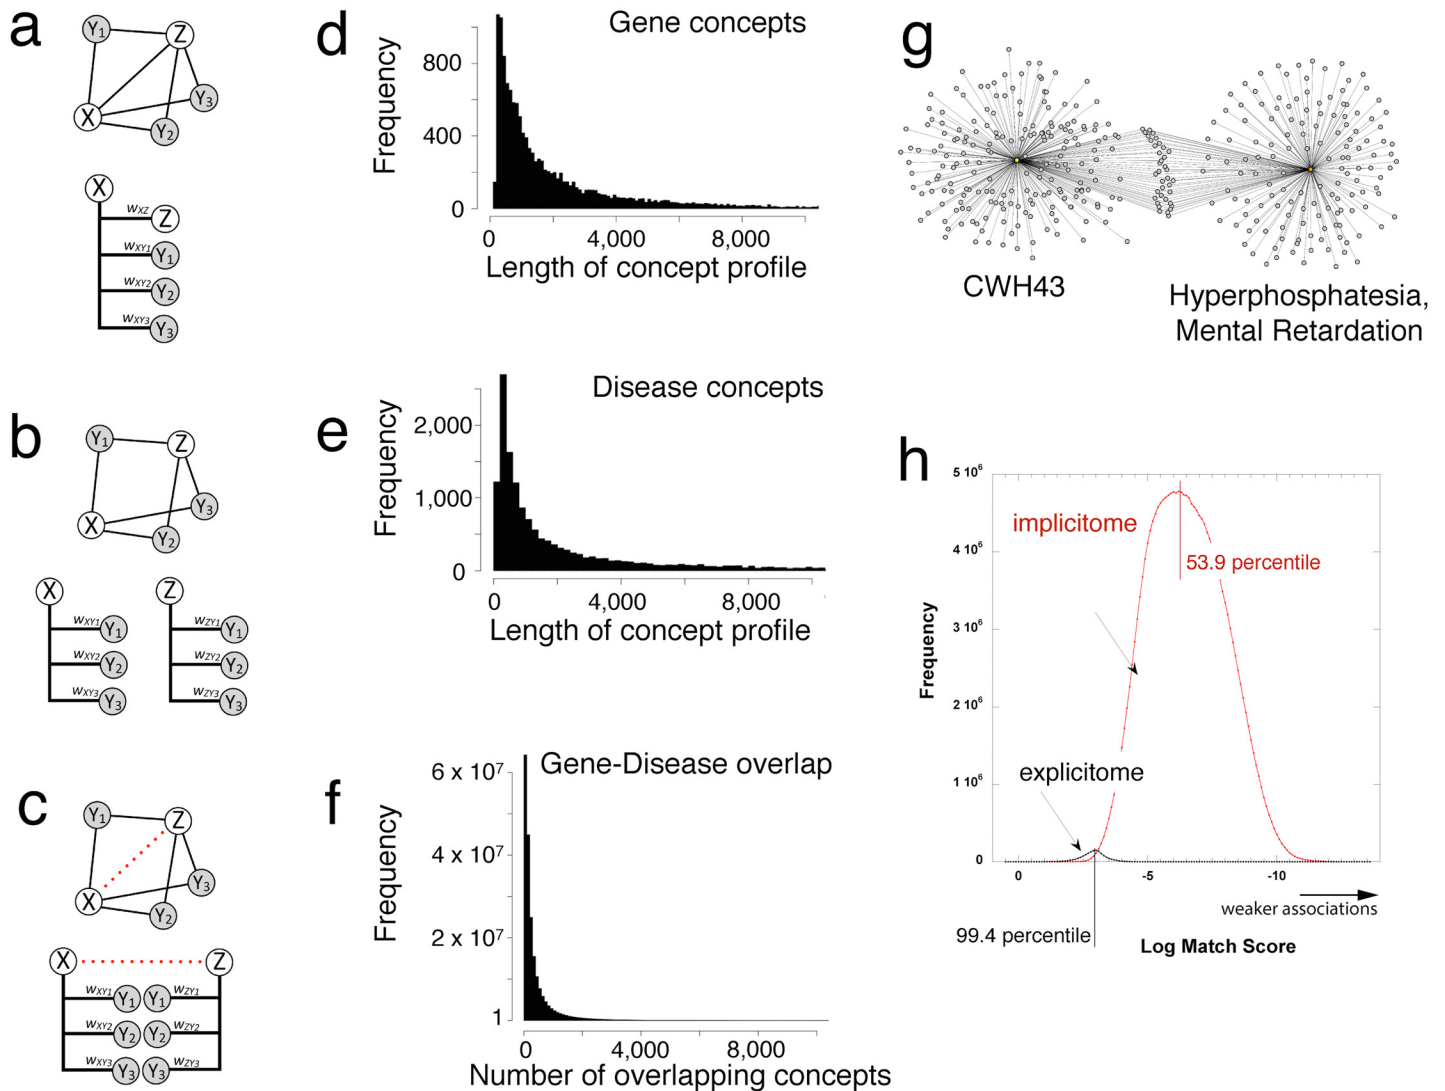 a
Y1
Z
X
Y3
Y2
X
wXZ
Z
wXY1
Y1
wXY2
Y2
wXY3
Y3
b
Y1
Z
Y3
X
Y2
X
Z
wXY1
Y1
wZY1
Y1
wXY2
Y2
wZY2
Y2
wXY3
Y3
wZY3
Y3
c
Y1
Z
Y3
X
Y2
X
Z
wXY1
Y1
Y1
wZY1
wXY2
Y2
Y2
wZY2
wXY3
Y3
Y3
wZY3
d
Gene concepts
Frequency
800
400
0
0
4,000
8,000
Length of concept profile
e
Disease concepts
Frequency
2,000
1,000
0
0
4,000
8,000
Length of concept profile
f
Gene-Disease overlap
Frequency
6 x 10⁷
4 x 10⁷
2 x 10⁷
1
0
4,000
8,000
Number of overlapping concepts
g
CWH43
Hyperphosphatesia,
Mental Retardation
h
5 10⁶
4 10⁶
3 10⁶
2 10⁶
1 10⁶
0
Frequency
implicitome
53.9 percentile
explicitome
0
-5
-10
weaker associations
99.4 percentile
Log Match Score